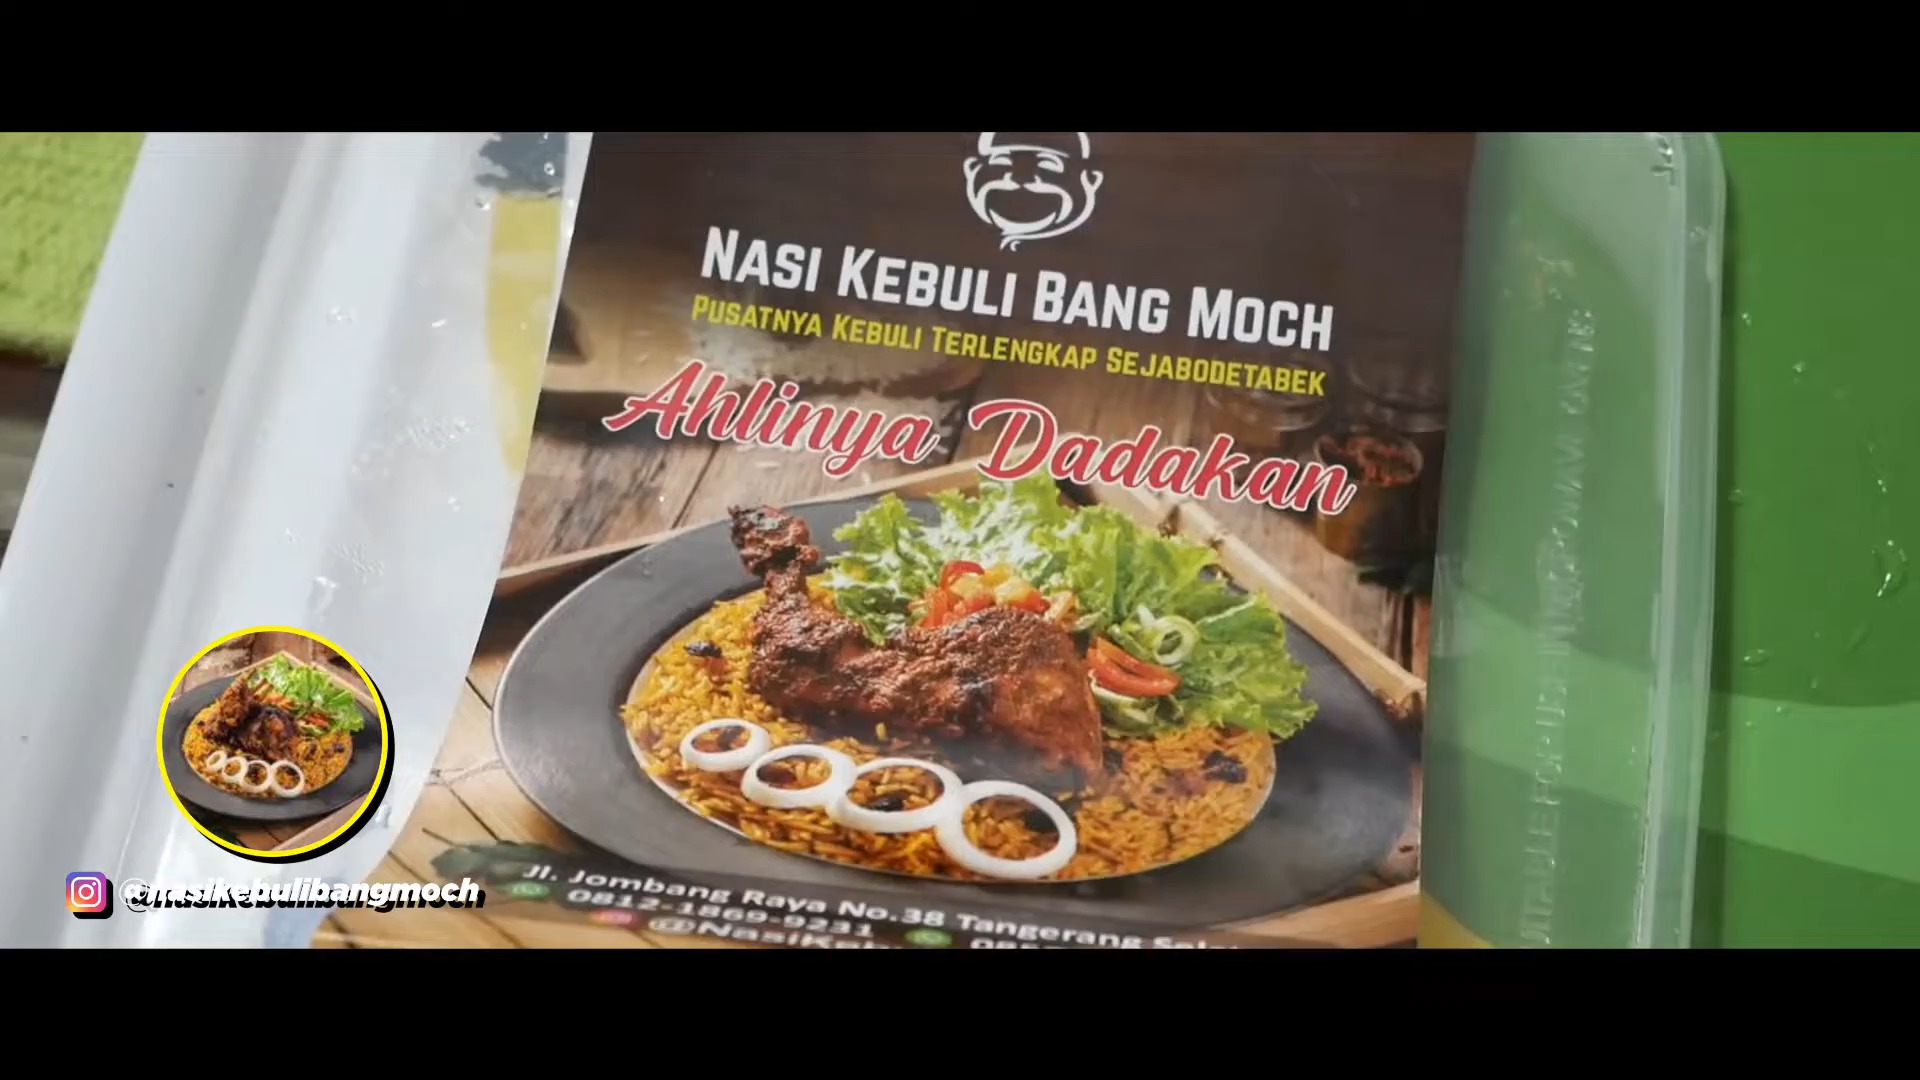 NASI KEBULI BANG MOCH
PUSATNYA KEBULI TERLENGKAP SEJABODETABEK
Ahlinya Dadakan
Jl. Jombang Raya No.38 Tangerang
0812-1869-9231
@nasikebulibangmoch